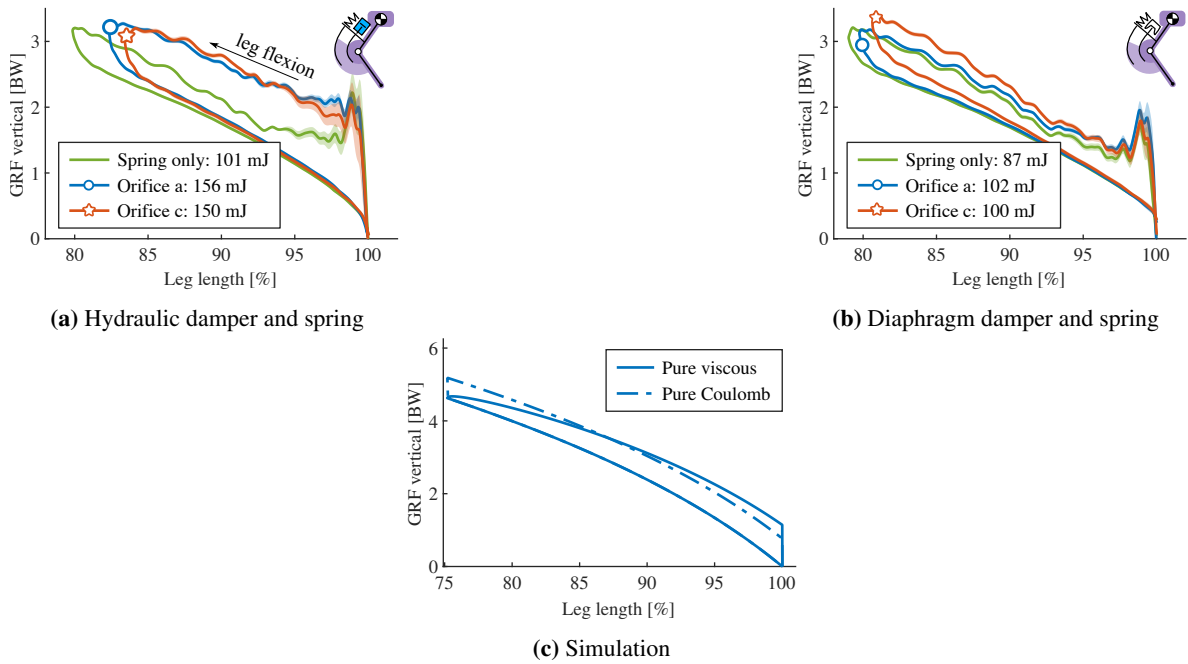 GRF vertical [BW]
3
2
1
0
leg flexion
Spring only: 101 mJ
Orifice a: 156 mJ
Orifice c: 150 mJ
80 85 90 95 100
Leg length [%]
(a) Hydraulic damper and spring
GRF vertical [BW]
3
2
1
0
Spring only: 87 mJ
Orifice a: 102 mJ
Orifice c: 100 mJ
80 85 90 95 100
Leg length [%]
(b) Diaphragm damper and spring
GRF vertical [BW]
6
4
2
0
Pure viscous
Pure Coulomb
75 80 85 90 95 100
Leg length [%]
(c) Simulation